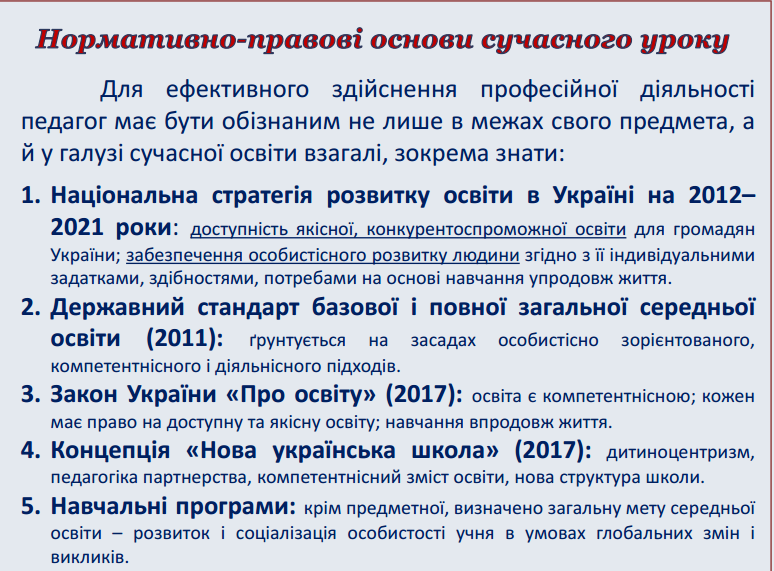 Нормативно-правові основи сучасного уроку
Для ефективного здійснення професійної діяльності
педагог має бути обізнаним не лише в межах свого предмета, а
й у галузі сучасної освіти взагалі, зокрема знати:
1. Національна стратегія розвитку освіти в Україні на 2012–
2021 роки: доступність якісної, конкурентоспроможної освіти для громадян
України; забезпечення особистісного розвитку людини згідно з її індивідуальними
задатками, здібностями, потребами на основі навчання упродовж життя.
2. Державний стандарт базової і повної загальної середньої
освіти (2011): ґрунтується на засадах особистісно зорієнтованого,
компетентнісного і діяльнісного підходів.
3. Закон України «Про освіту» (2017): освіта є компетентнісною; кожен
має право на доступну та якісну освіту; навчання впродовж життя.
4. Концепція «Нова українська школа» (2017): дитиноцентризм,
педагогіка партнерства, компетентнісний зміст освіти, нова структура школи.
5. Навчальні програми: крім предметної, визначено загальну мету середньої
освіти – розвиток і соціалізація особистості учня в умовах глобальних змін і
викликів.